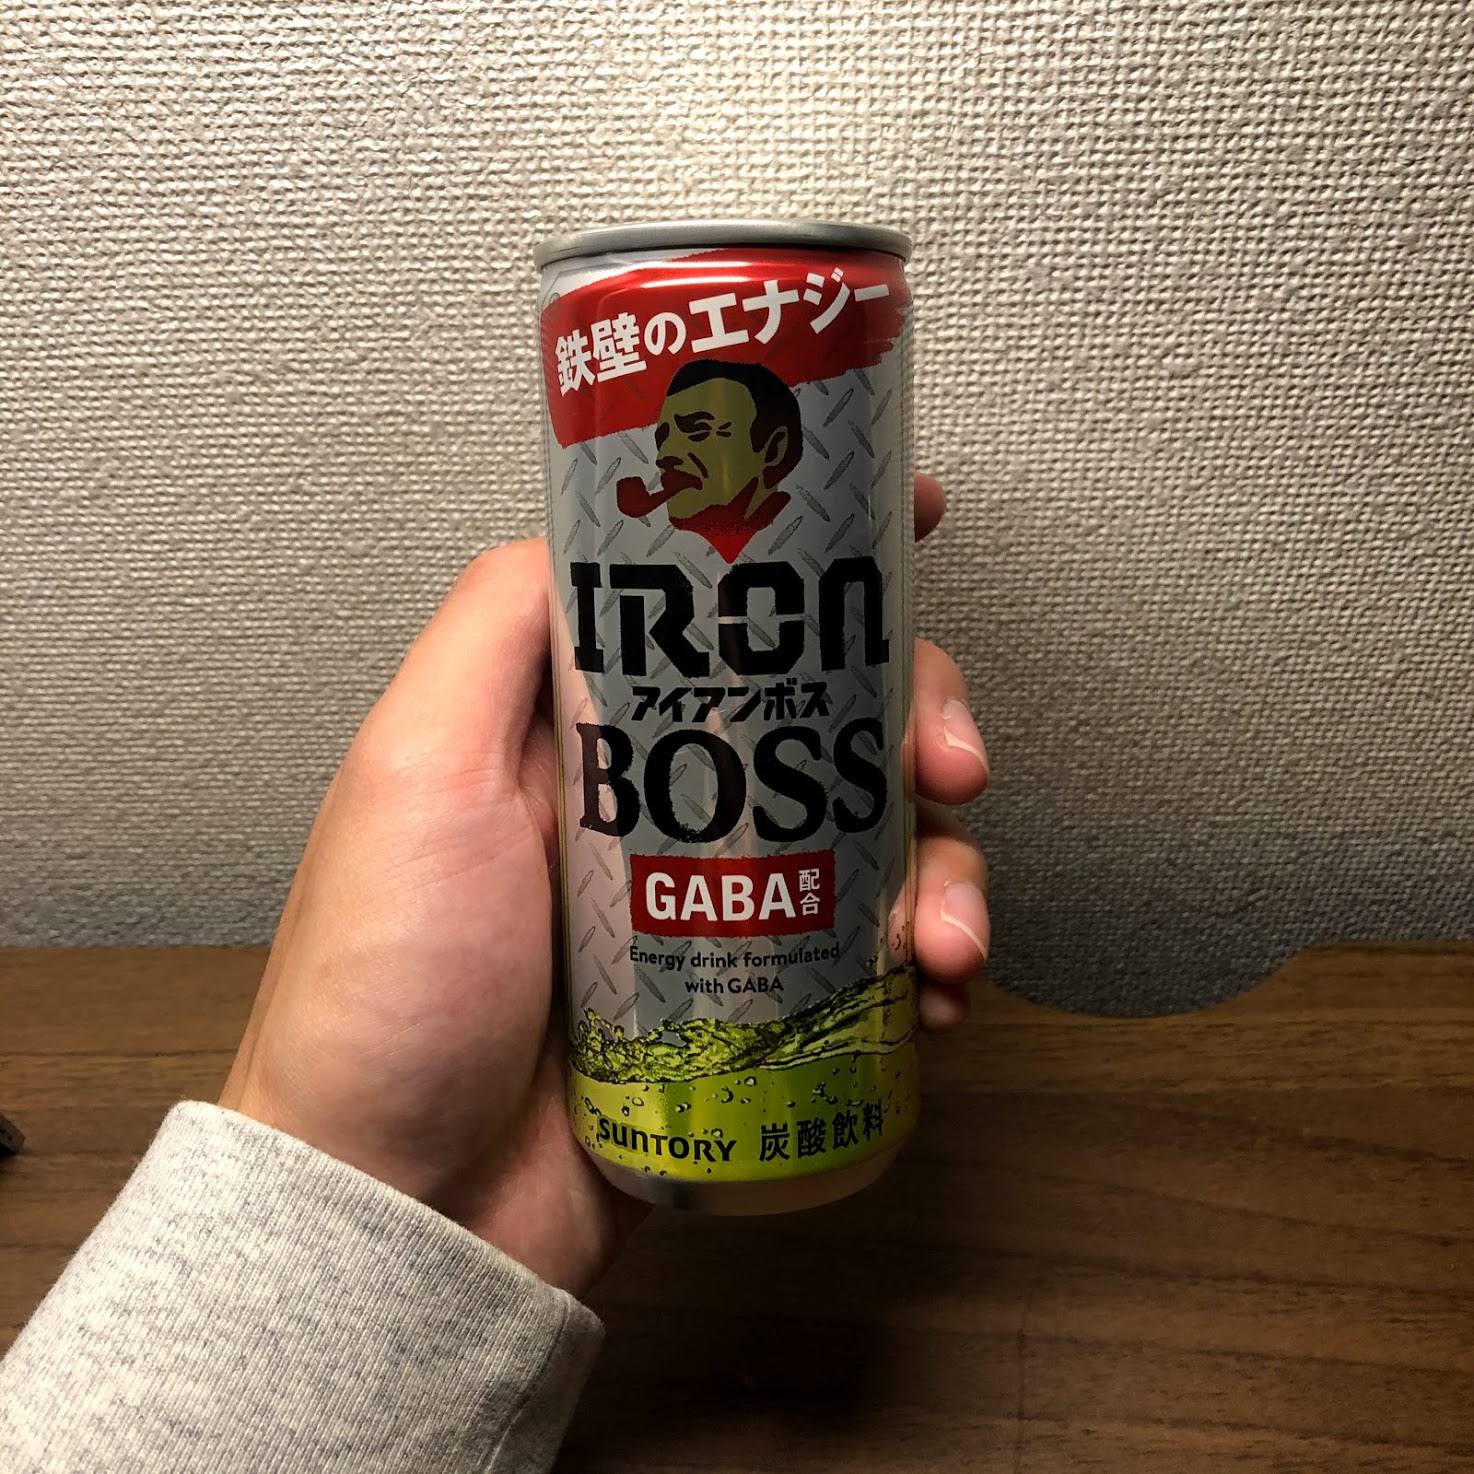 鉄壁のエナジー
IRON
アイアンボス
BOSS
GABA配合
Energy drink formulated
with GABA
SUNTORY 炭酸飲料